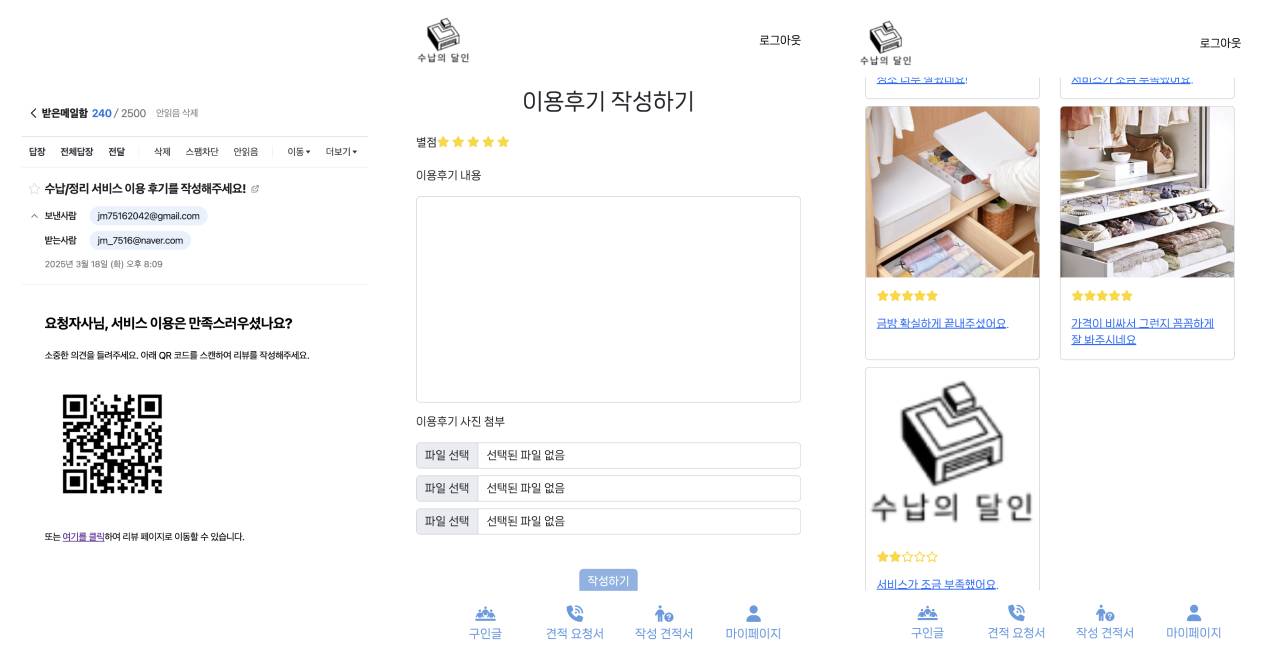 받은메일함 240 / 2500 안읽음 삭제
답장 전체답장 전달 삭제 스팸차단 안읽음 이동 더보기
수납/정리 서비스 이용 후기를 작성해주세요!
보낸사람 jm75162042@gmail.com
받는사람 jm_7516@naver.com
2025년 3월 18일 (화) 오후 8:09
요청자사님, 서비스 이용은 만족스러우셨나요?
소중한 의견을 들려주세요. 아래 QR 코드를 스캔하여 리뷰를 작성해주세요.
또는 여기를 클릭하여 리뷰 페이지로 이동할 수 있습니다.
수납의 달인
로그아웃
이용후기 작성하기
별점
이용후기 내용
이용후기 사진 첨부
파일 선택 선택된 파일 없음
파일 선택 선택된 파일 없음
파일 선택 선택된 파일 없음
작성하기
구인글 견적 요청서 작성 견적서 마이페이지
수납의 달인
로그아웃
서비스가 조금 부족했어요.
금방 확실하게 끝내주셨어요.
가격이 비싸서 그런지 꼼꼼하게
잘 봐주시네요
수납의 달인
서비스가 조금 부족했어요.
구인글 견적 요청서 작성 견적서 마이페이지